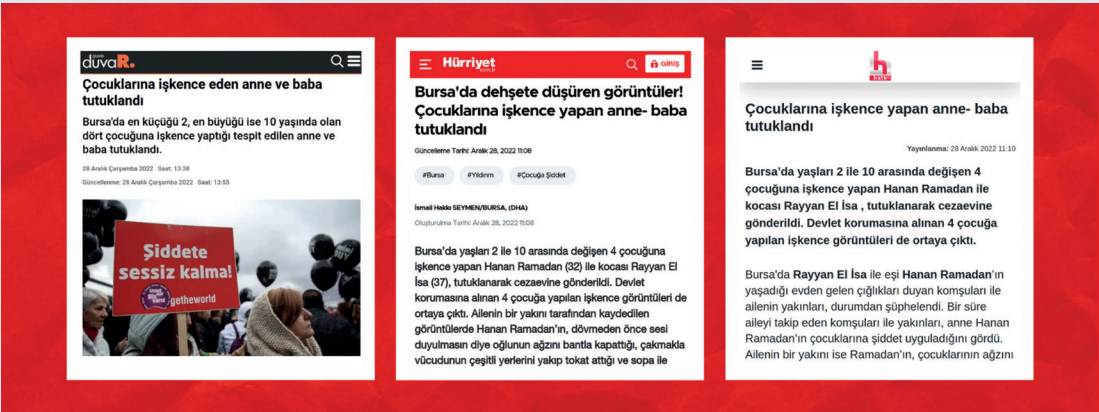 gazete
duvaR.
Çocuklarına işkence eden anne ve baba
tutuklandı
Bursa'da en küçüğü 2, en büyüğü ise 10 yaşında olan
dört çocuğuna işkence yaptığı tespit edilen anne ve
baba tutuklandı.
28 Aralık Çarşamba 2022 Saat: 13:38
Güncellenme: 28 Aralık Çarşamba 2022 Saat: 13:55
Şiddete
sessiz kalma!
getheworld
Hürriyet
.com.tr
GİRİŞ
Bursa'da dehşete düşüren görüntüler!
Çocuklarına işkence yapan anne- baba
tutuklandı
Güncelleme Tarihi: Aralık 28, 2022 11:08
#Bursa #Yıldırım #Çocuğa Şiddet
İsmail Hakkı SEYMEN/BURSA, (DHA)
Oluşturulma Tarihi: Aralık 28, 2022 11:08
Bursa'da yaşları 2 ile 10 arasında değişen 4 çocuğuna
işkence yapan Hanan Ramadan (32) ile kocası Rayyan El
İsa (37), tutuklanarak cezaevine gönderildi. Devlet
korumasına alınan 4 çocuğa yapılan işkence görüntüleri de
ortaya çıktı. Ailenin bir yakını tarafından kaydedilen
görüntülerde Hanan Ramadan'ın, dövmeden önce sesi
duyulmasın diye oğlunun ağzını bantla kapattığı, çakmakla
vücudunun çeşitli yerlerini yakıp tokat attığı ve sopa ile
h
halk
Çocuklarına işkence yapan anne- baba
tutuklandı
Yayınlanma: 28 Aralık 2022 11:10
Bursa'da yaşları 2 ile 10 arasında değişen 4
çocuğuna işkence yapan Hanan Ramadan ile
kocası Rayyan El İsa , tutuklanarak cezaevine
gönderildi. Devlet korumasına alınan 4 çocuğa
yapılan işkence görüntüleri de ortaya çıktı.
Bursa'da Rayyan El İsa ile eşi Hanan Ramadan'ın
yaşadığı evden gelen çığlıkları duyan komşuları ile
ailenin yakınları, durumdan şüphelendi. Bir süre
aileyi takip eden komşuları ile yakınları, anne Hanan
Ramadan'ın çocuklarına şiddet uyguladığını gördü.
Ailenin bir yakını ise Ramadan'ın, çocuklarının ağzını